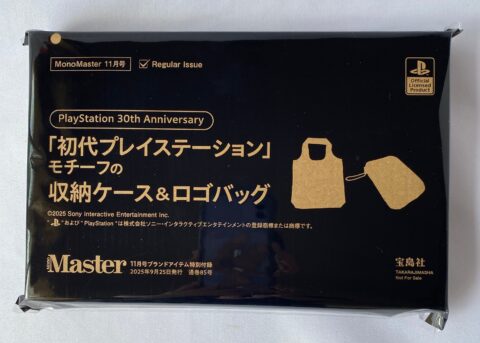 MonoMaster 11月号
Regular Issue
Official
Licensed
Product
PlayStation 30th Anniversary
「初代プレイステーション」
モチーフの
収納ケース&ロゴバッグ
©2025 Sony Interactive Entertainment Inc.
"および"PlayStation"は株式会社ソニー・インタラクティブエンタテインメントの登録商標または商標です。
MonoMaster 11月号ブランドアイテム特別付録
2025年9月25日発行 通巻85号
宝島社
TAKARAJIMASHA
Not For Sale